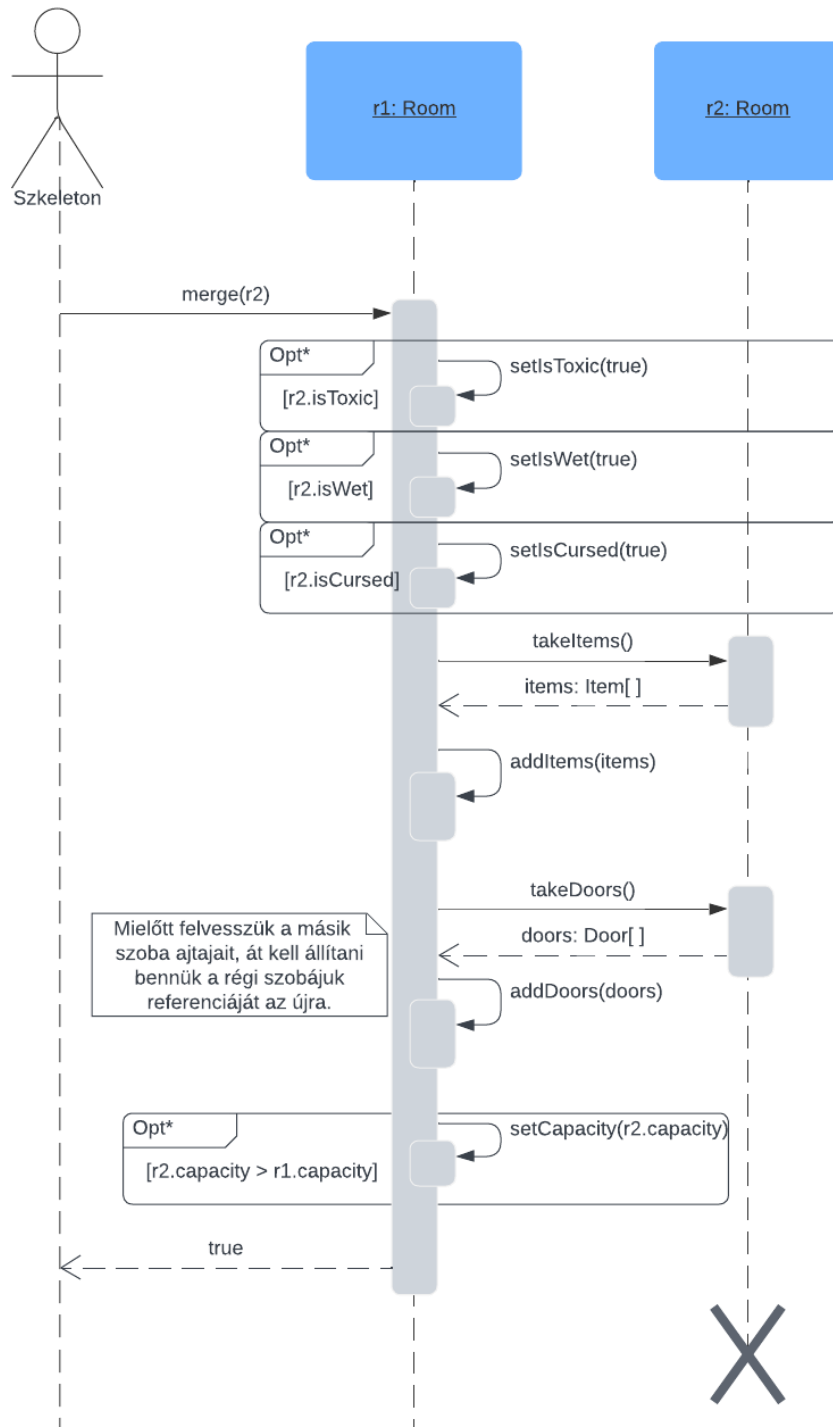 r1: Room
r2: Room
Szkeleton
merge(r2)
Opt*
setIsToxic(true)
[r2.isToxic]
Opt*
setIsWet(true)
[r2.isWet]
Opt*
setIsCursed(true)
[r2.isCursed]
takeItems()
items: Item[ ]
addItems(items)
takeDoors()
Mielőtt felvesszük a másik
szoba ajtajait, át kell állítani
bennük a régi szobájuk
referenciáját az újra.
doors: Door[ ]
addDoors(doors)
Opt*
setCapacity(r2.capacity)
[r2.capacity > r1.capacity]
true